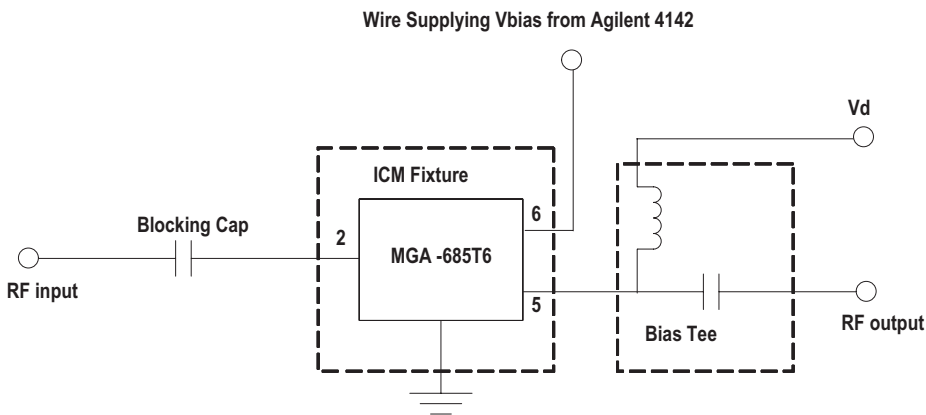 Wire Supplying Vbias from Agilent 4142
Vd
ICM Fixture
Blocking Cap
2
6
MGA -685T6
RF input
5
Bias Tee
RF output